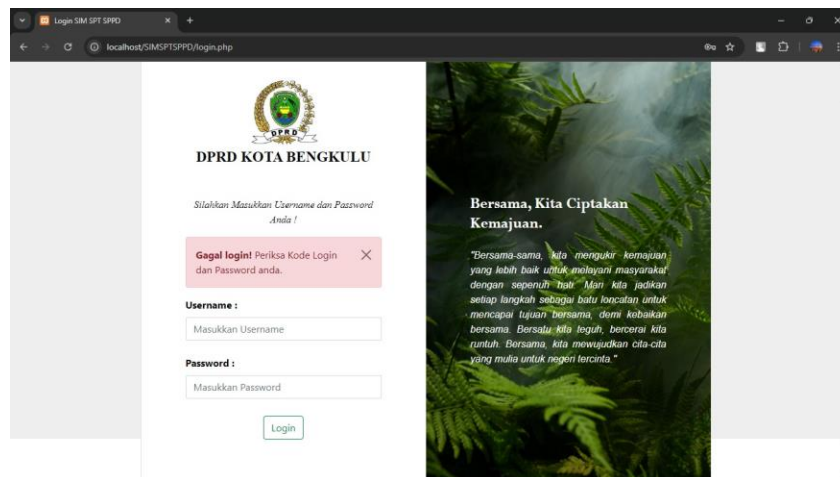 Login SIM SPT SPPD
localhost/SIMSPTSPPD/login.php
DPRD
DPRD KOTA BENGKULU
Silahkan Masukkan Username dan Password
Anda !
Gagal login! Periksa Kode Login
dan Password anda.
Username :
Masukkan Username
Password :
Masukkan Password
Login
Bersama, Kita Ciptakan
Kemajuan.
"Bersama-sama, kita mengukir kemajuan
yang lebih baik untuk melayani masyarakat
dengan sepenuh hati. Mari kita jadikan
setiap langkah sebagai batu loncatan untuk
mencapai tujuan bersama, demi kebaikan
bersama. Bersatu kita teguh, bercerai kita
runtuh. Bersama, kita mewujudkan cita-cita
yang mulia untuk negeri tercinta."